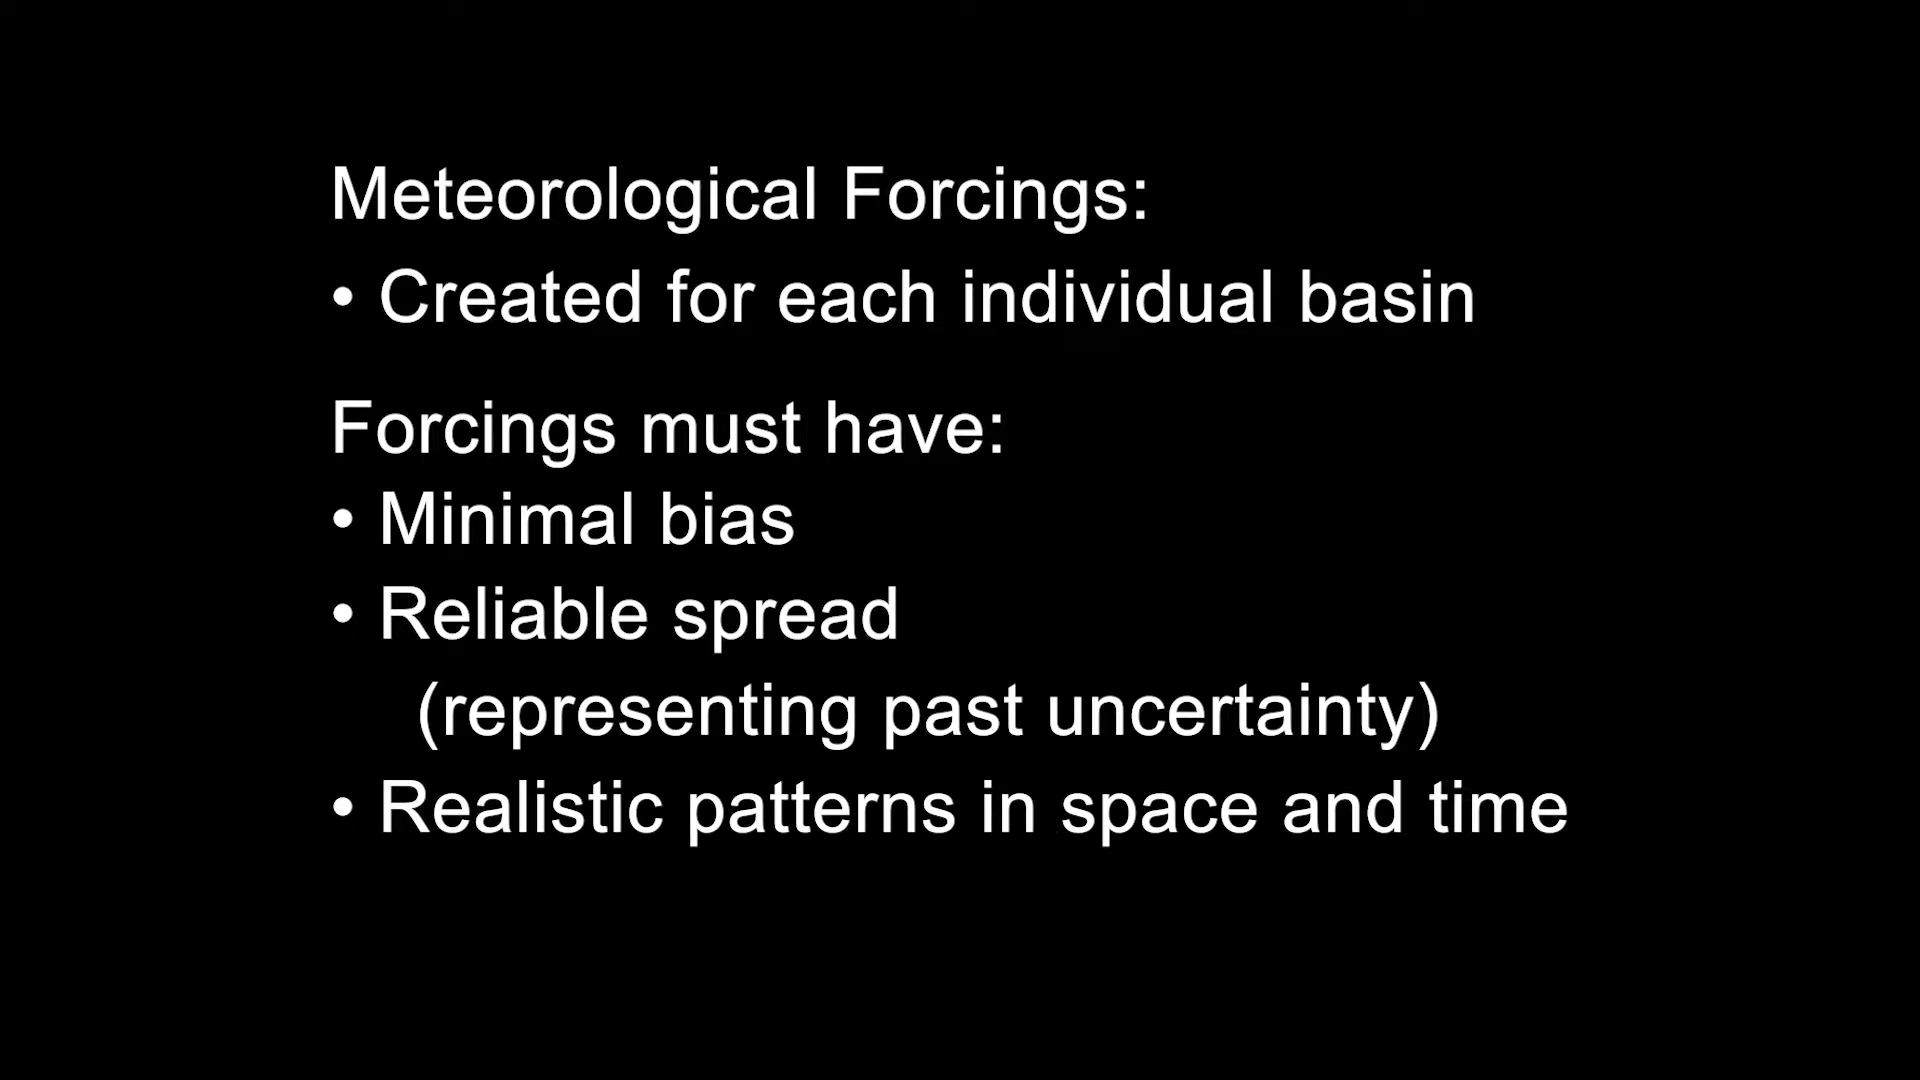 Meteorological Forcings:
• Created for each individual basin
Forcings must have:
• Minimal bias
• Reliable spread
(representing past uncertainty)
• Realistic patterns in space and time